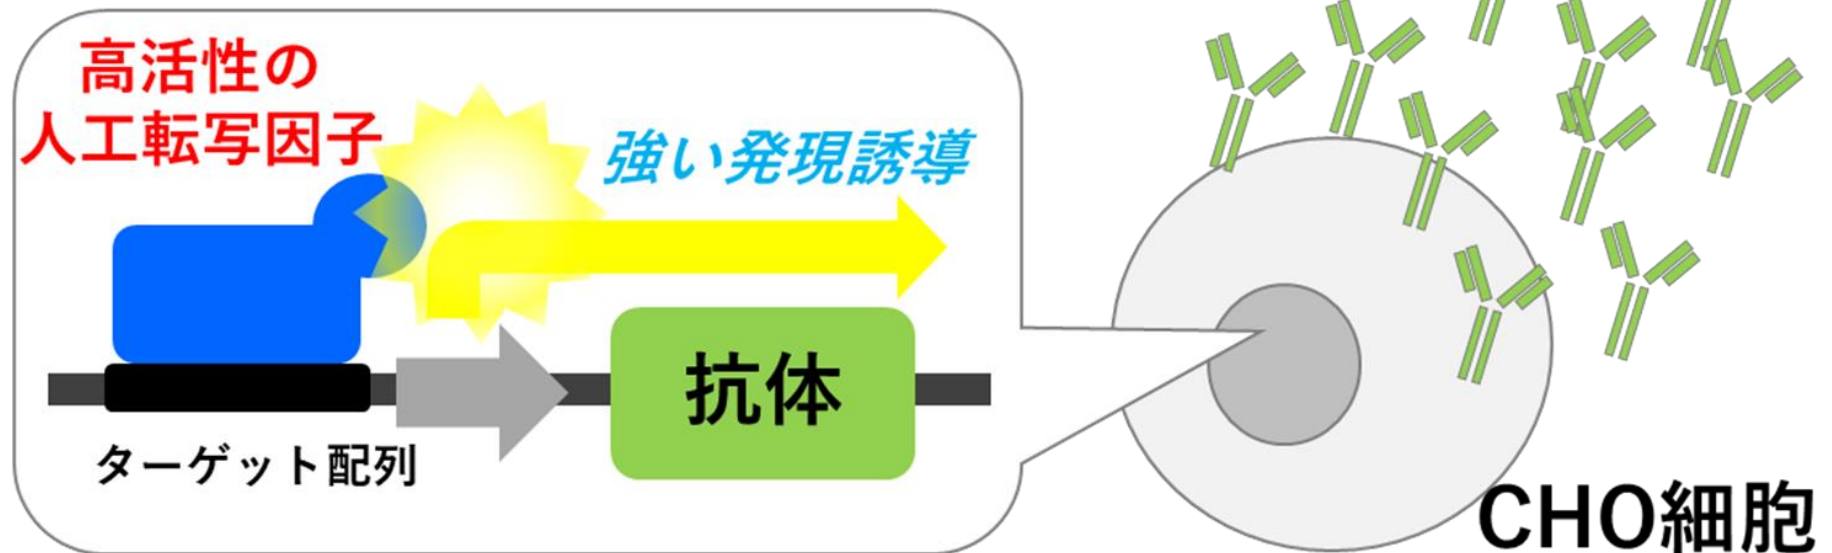 高活性の
人工転写因子
強い発現誘導
抗体
ターゲット配列
CHO細胞